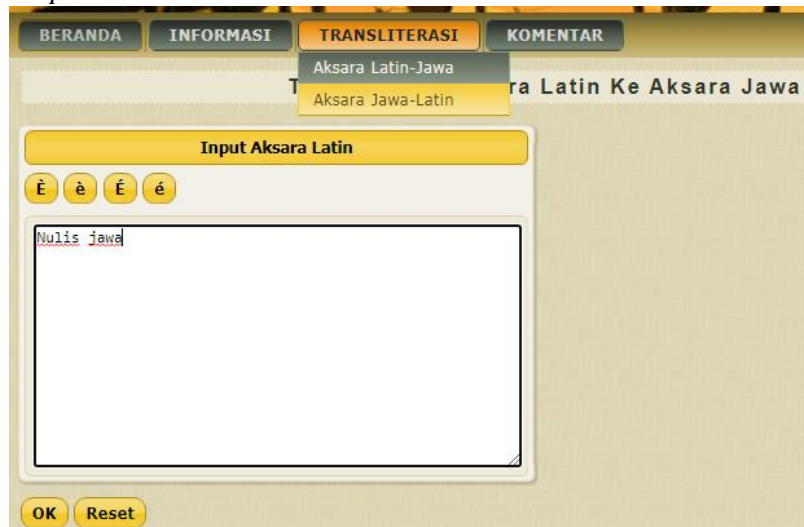 BERANDA INFORMASI TRANSLITERASI KOMENTAR
Aksara Latin-Jawa
T ra Latin Ke Aksara Jawa
Aksara Jawa-Latin
Input Aksara Latin
È è É é
Nulis jawa
OK Reset